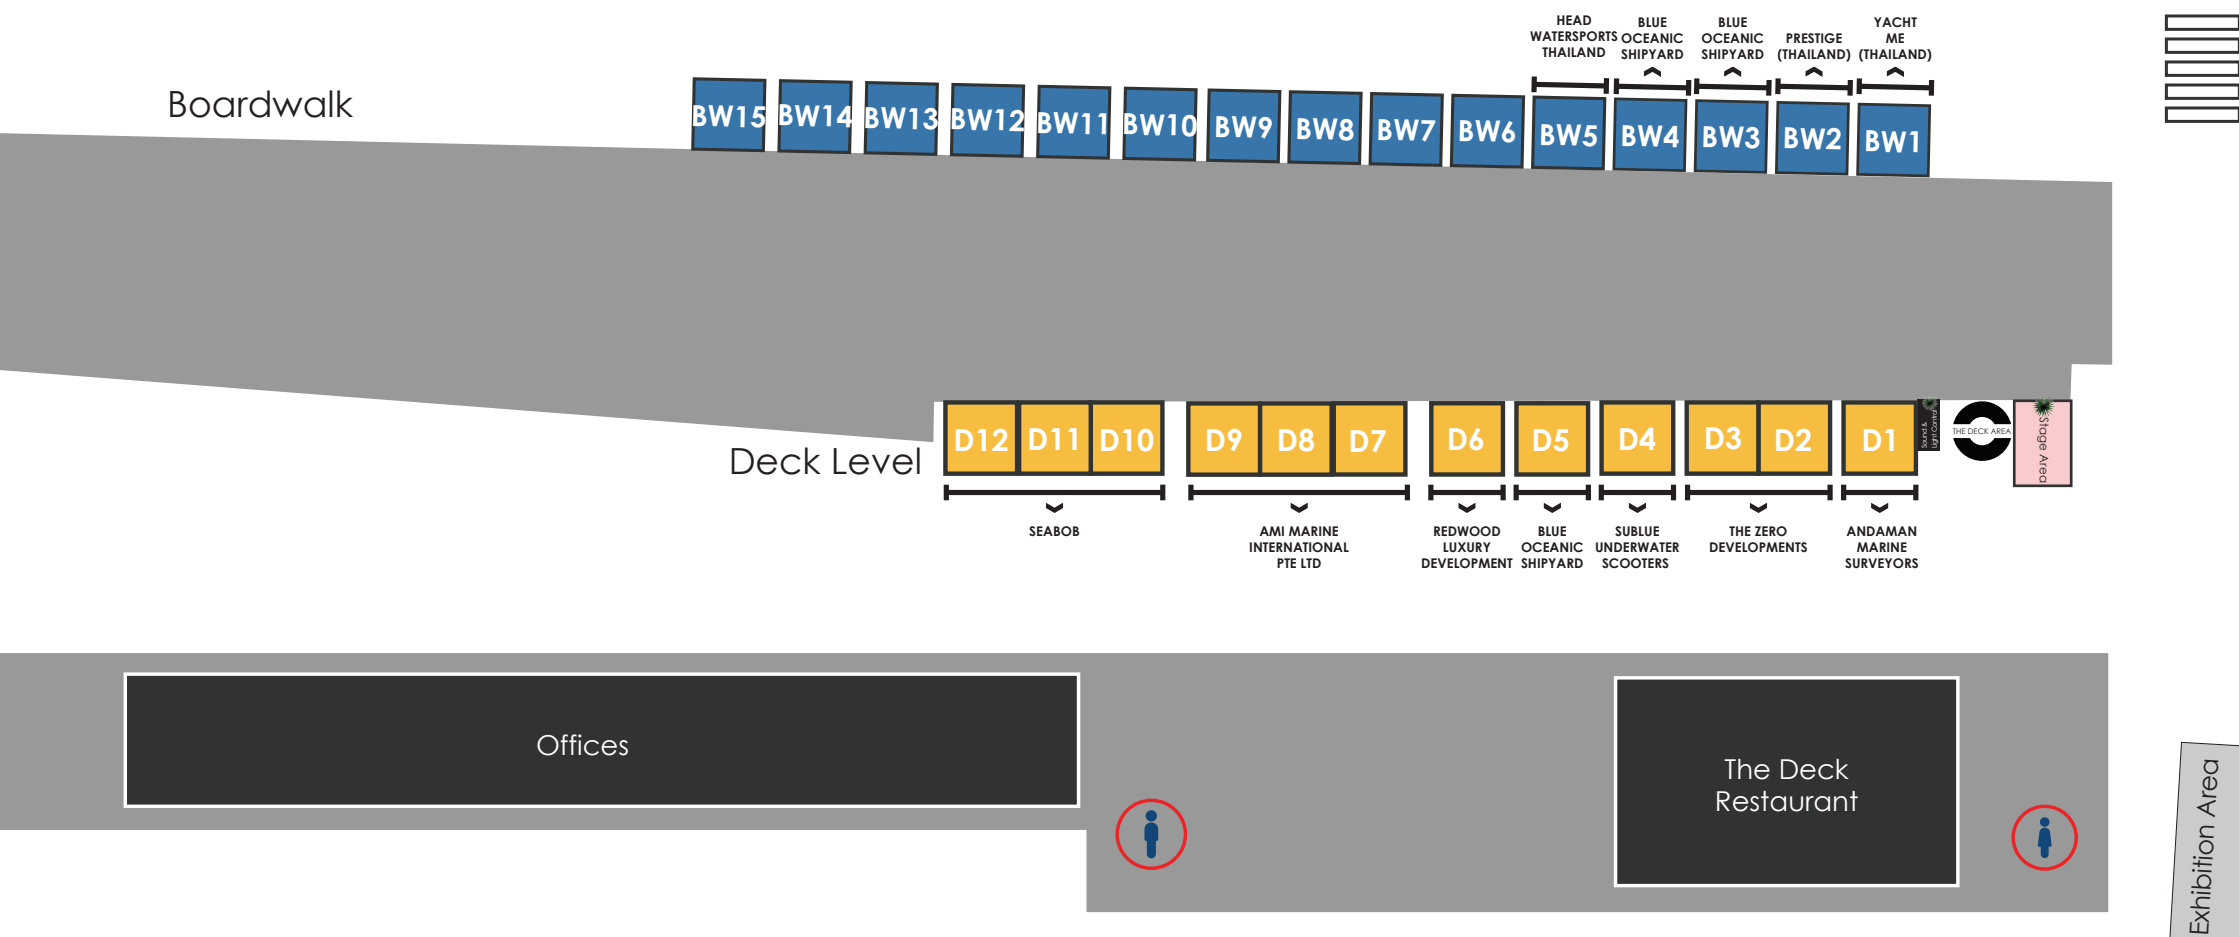 HEAD
WATERSPORTS
THAILAND
BLUE
OCEANIC
SHIPYARD
BLUE
OCEANIC
SHIPYARD
PRESTIGE
(THAILAND)
YACHT
ME
(THAILAND)
Boardwalk
BW15 BW14 BW13 BW12 BW11 BW10 BW9 BW8 BW7 BW6 BW5 BW4 BW3 BW2 BW1
Deck Level
D12 D11 D10 D9 D8 D7 D6 D5 D4 D3 D2 D1
Sound &
Light Control
THE DECK AREA
Stage Area
SEABOB
AMI MARINE
INTERNATIONAL
PTE LTD
REDWOOD
LUXURY
DEVELOPMENT
BLUE
OCEANIC
SHIPYARD
SUBLUE
UNDERWATER
SCOOTERS
THE ZERO
DEVELOPMENTS
ANDAMAN
MARINE
SURVEYORS
Offices
The Deck
Restaurant
Exhibition Area